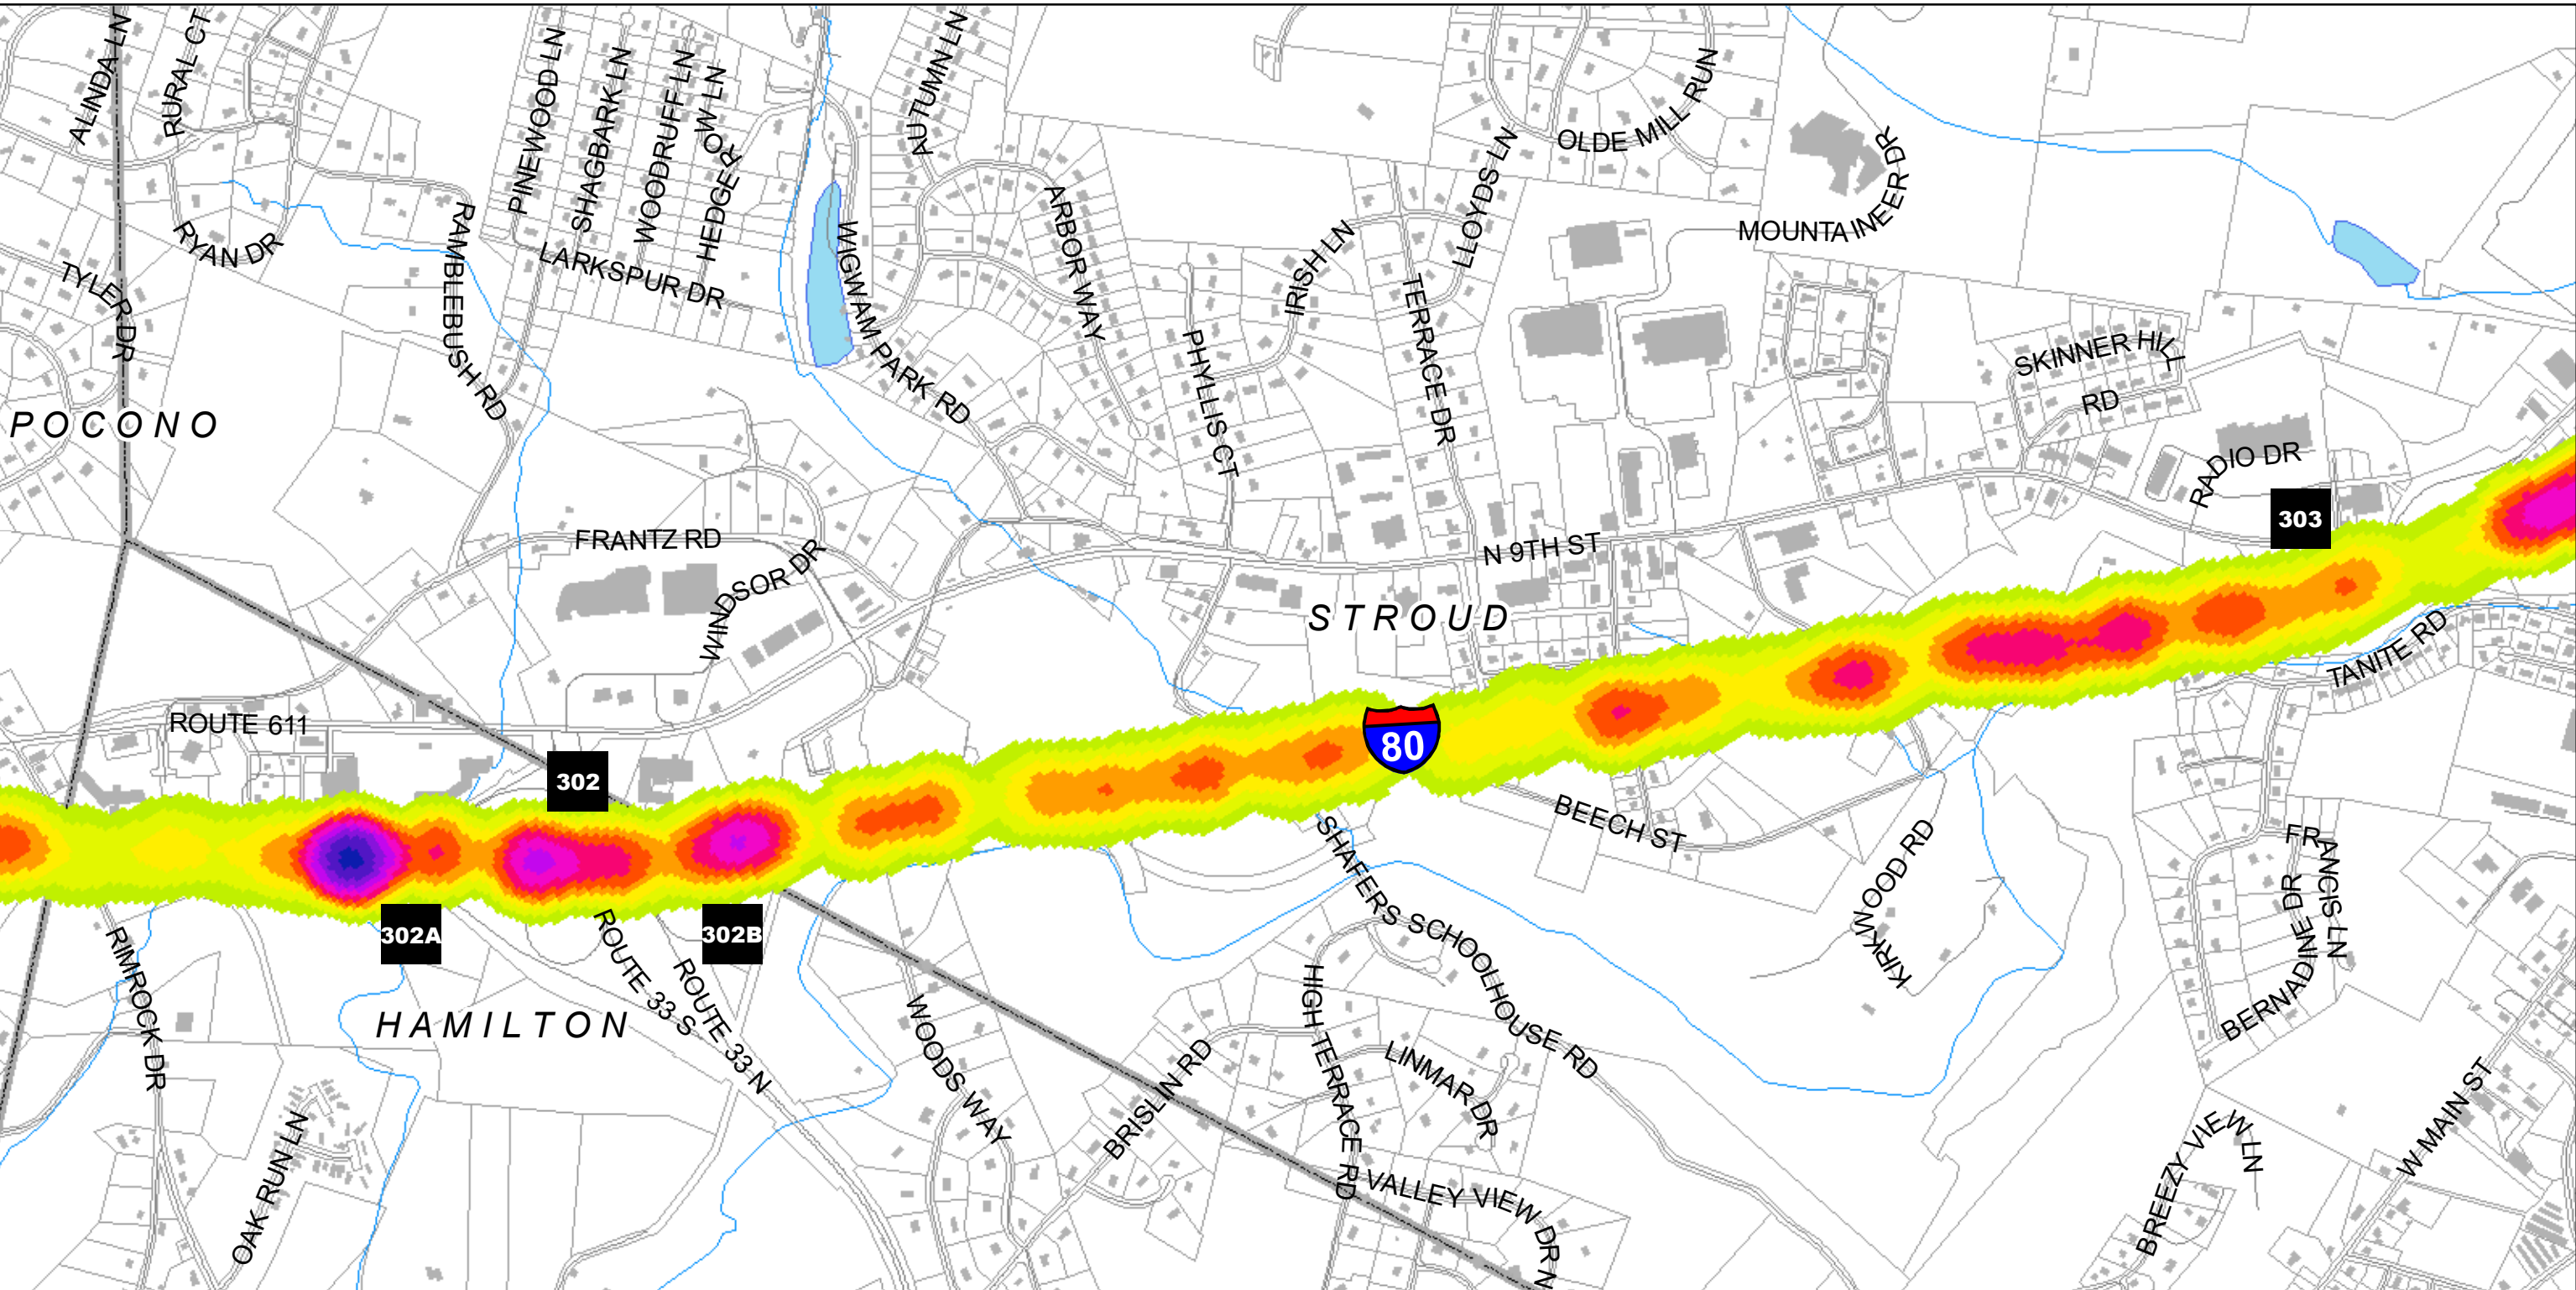 ALINDA LN
RURAL CT
PINEWOOD LN
SHAGBARK LN
WOODRUFF LN
HEDGEROW LN
AUTUMN LN
OLDE MILL RUN
LLOYDS LN
MOUNTAINEER DR
RYAN DR
TYLER DR
RAMBLEBUSH RD
LARKSPUR DR
WIGWAM PARK RD
ARBOR WAY
IRISH LN
PHYLLIS CT
TERRACE DR
SKINNER HILL
RD
POCONO
RADIO DR
303
FRANTZ RD
WINDSOR DR
N 9TH ST
STROUD
TANITE RD
ROUTE 611
302
80
BEECH ST
SHAFERS SCHOOLHOUSE RD
KIRKWOOD RD
FRANCIS LN
BERNADINE DR
302A
302B
RIMROCK DR
ROUTE 33 S
ROUTE 33 N
HAMILTON
WOODS WAY
HIGH TERRACE RD
LINMAR DR
BRISLIN RD
OAK RUN LN
VALLEY VIEW DR N
BREEZY VIEW LN
W MAIN ST